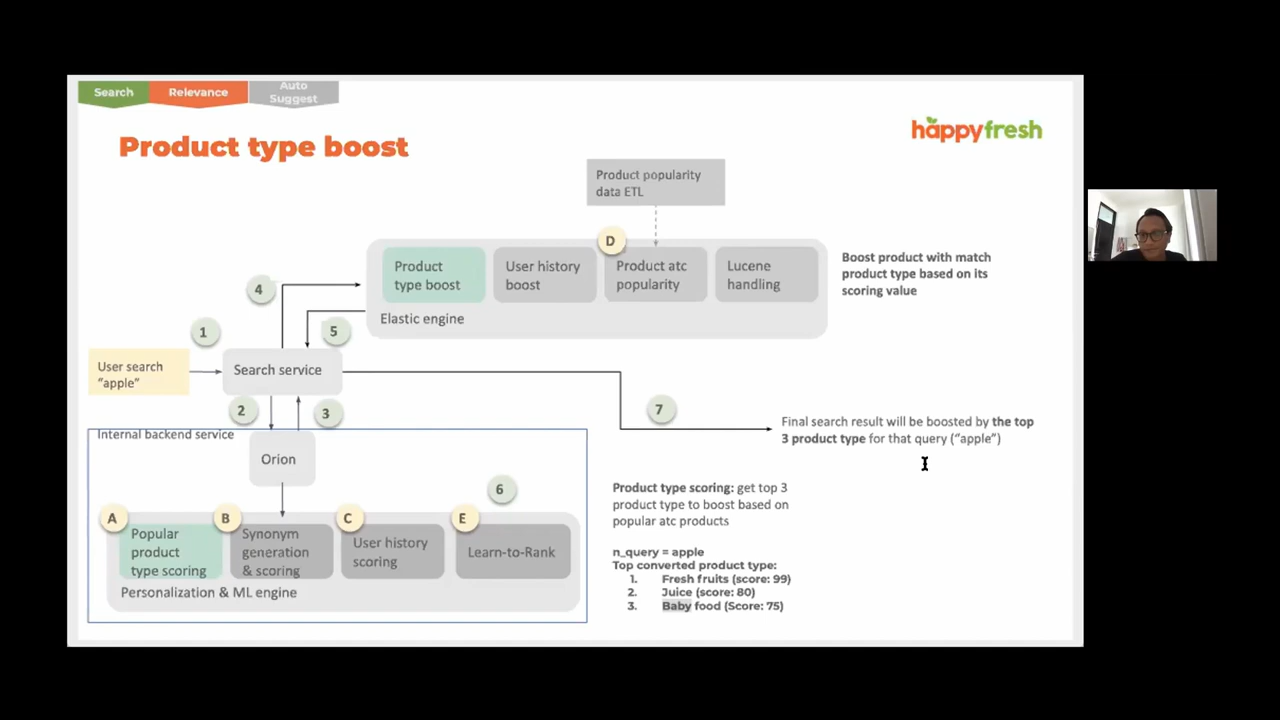 Search
Relevance
Auto
Suggest
Product type boost
happyfresh
Product popularity
data ETL
D
Product
type boost
User history
boost
Product atc
popularity
Lucene
handling
Elastic engine
Boost product with match
product type based on its
scoring value
4
1
5
User search
"apple"
Search service
2
3
7
Final search result will be boosted by the top
3 product type for that query ("apple")
Internal backend service
Orion
6
Product type scoring: get top 3
product type to boost based on
popular atc products
A
B
C
E
Popular
product
type scoring
Synonym
generation
& scoring
User history
scoring
Learn-to-Rank
Personalization & ML engine
n_query = apple
Top converted product type:
1. Fresh fruits (score: 99)
2. Juice (score: 80)
3. Baby food (Score: 75)